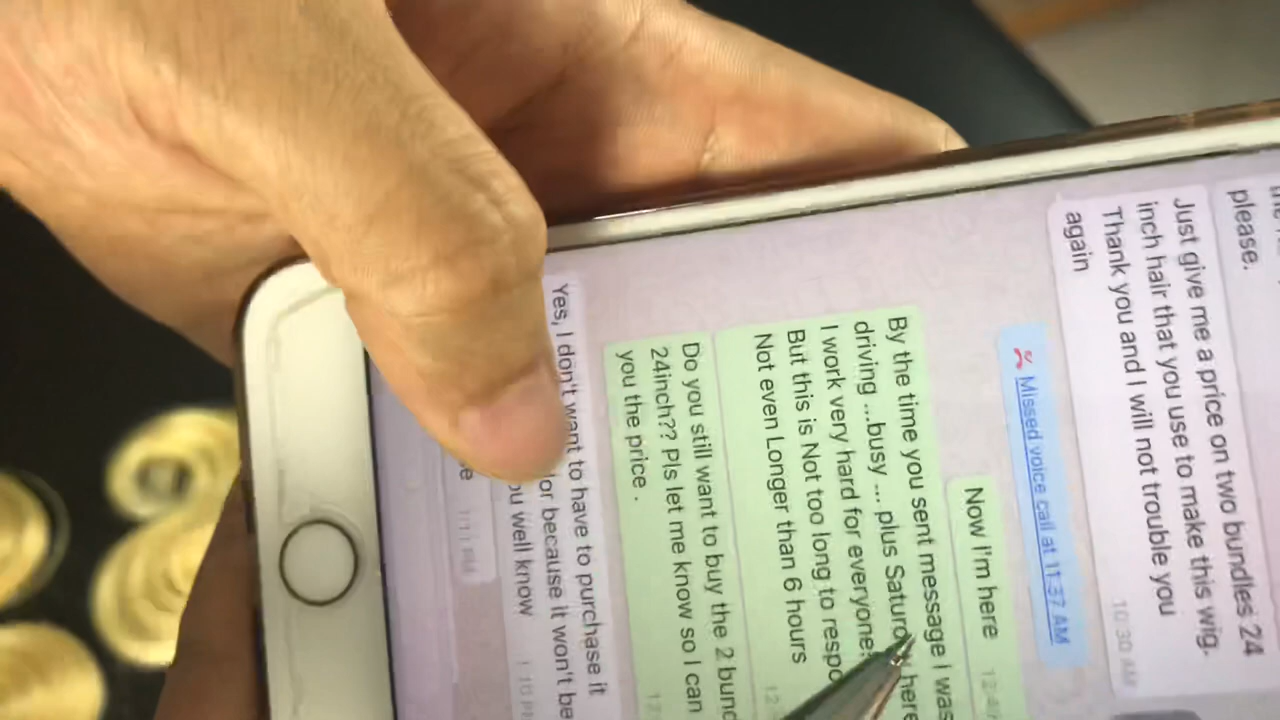 please.
Just give me a price on two bundles 24
inch hair that you use to make this wig.
Thank you and I will not trouble you
again
10:30 AM
Missed voice call at 11:37 AM
Now I'm here
By the time you sent message I was
driving ...busy ... plus here
I work very hard for everyone
But this is Not too long to
Not even Longer than 6 hours
Do you still want to buy the 2
24inch?? Pls let me know so I can
you the price .
Yes, I don't want to have to purchase it
or because it won't be
well know
1:11 PM